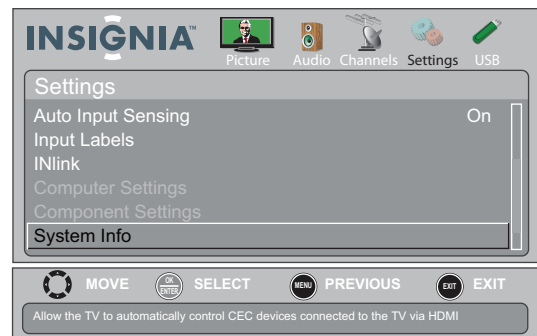 INSIGNIA™
Picture Audio Channels Settings USB
Settings
Auto Input Sensing On
Input Labels
INlink
Computer Settings
Component Settings
System Info
MOVE OK ENTER SELECT MENU PREVIOUS EXIT EXIT
Allow the TV to automatically control CEC devices connected to the TV via HDMI